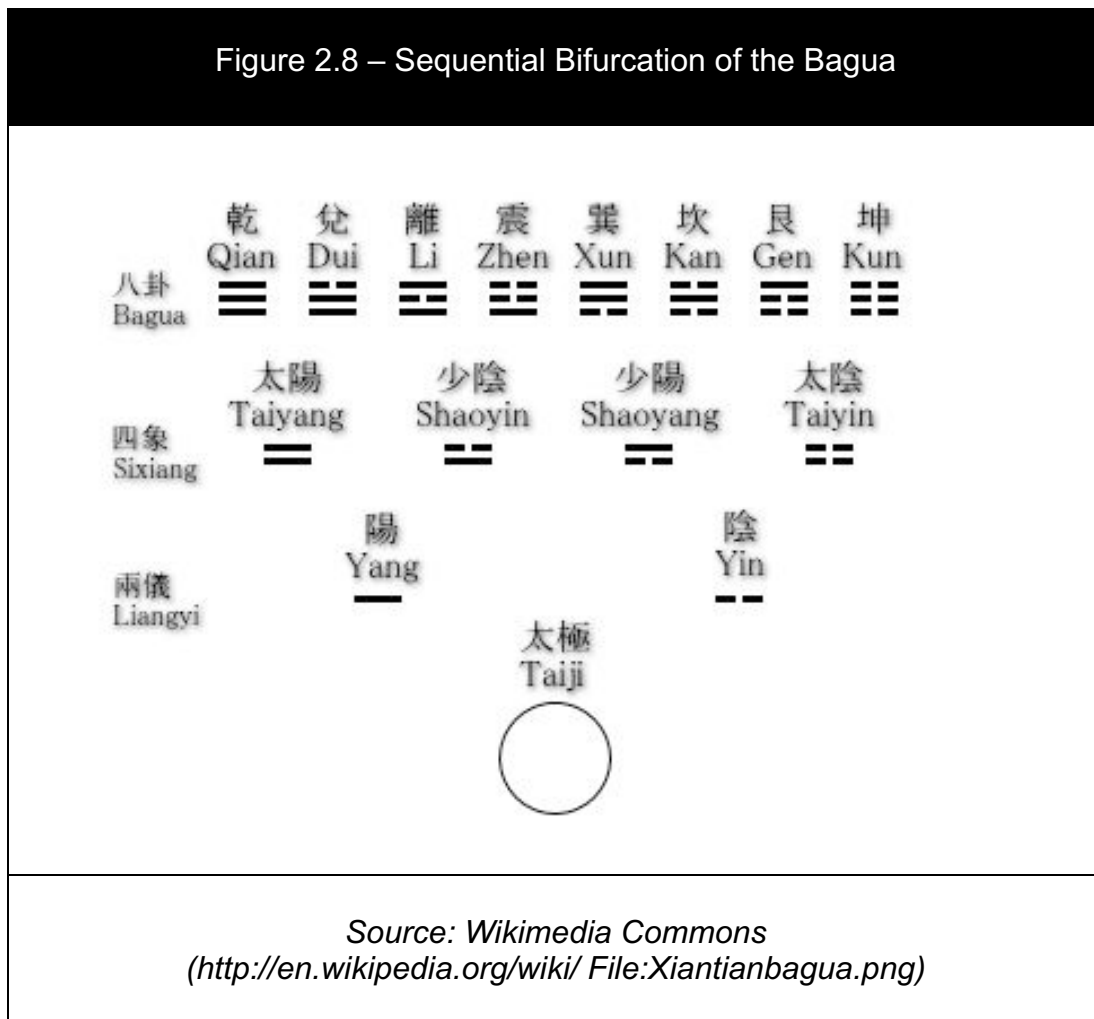 Figure 2.8 – Sequential Bifurcation of the Bagua
乾 兌 離 震 巽 坎 艮 坤
Qian Dui Li Zhen Xun Kan Gen Kun
八卦
Bagua
太陽 少陰 少陽 太陰
Taiyang Shaoyin Shaoyang Taiyin
四象
Sixiang
陽 陰
Yang Yin
兩儀
Liangyi
太極
Taiji
Source: Wikimedia Commons
(http://en.wikipedia.org/wiki/ File:Xiantianbagua.png)